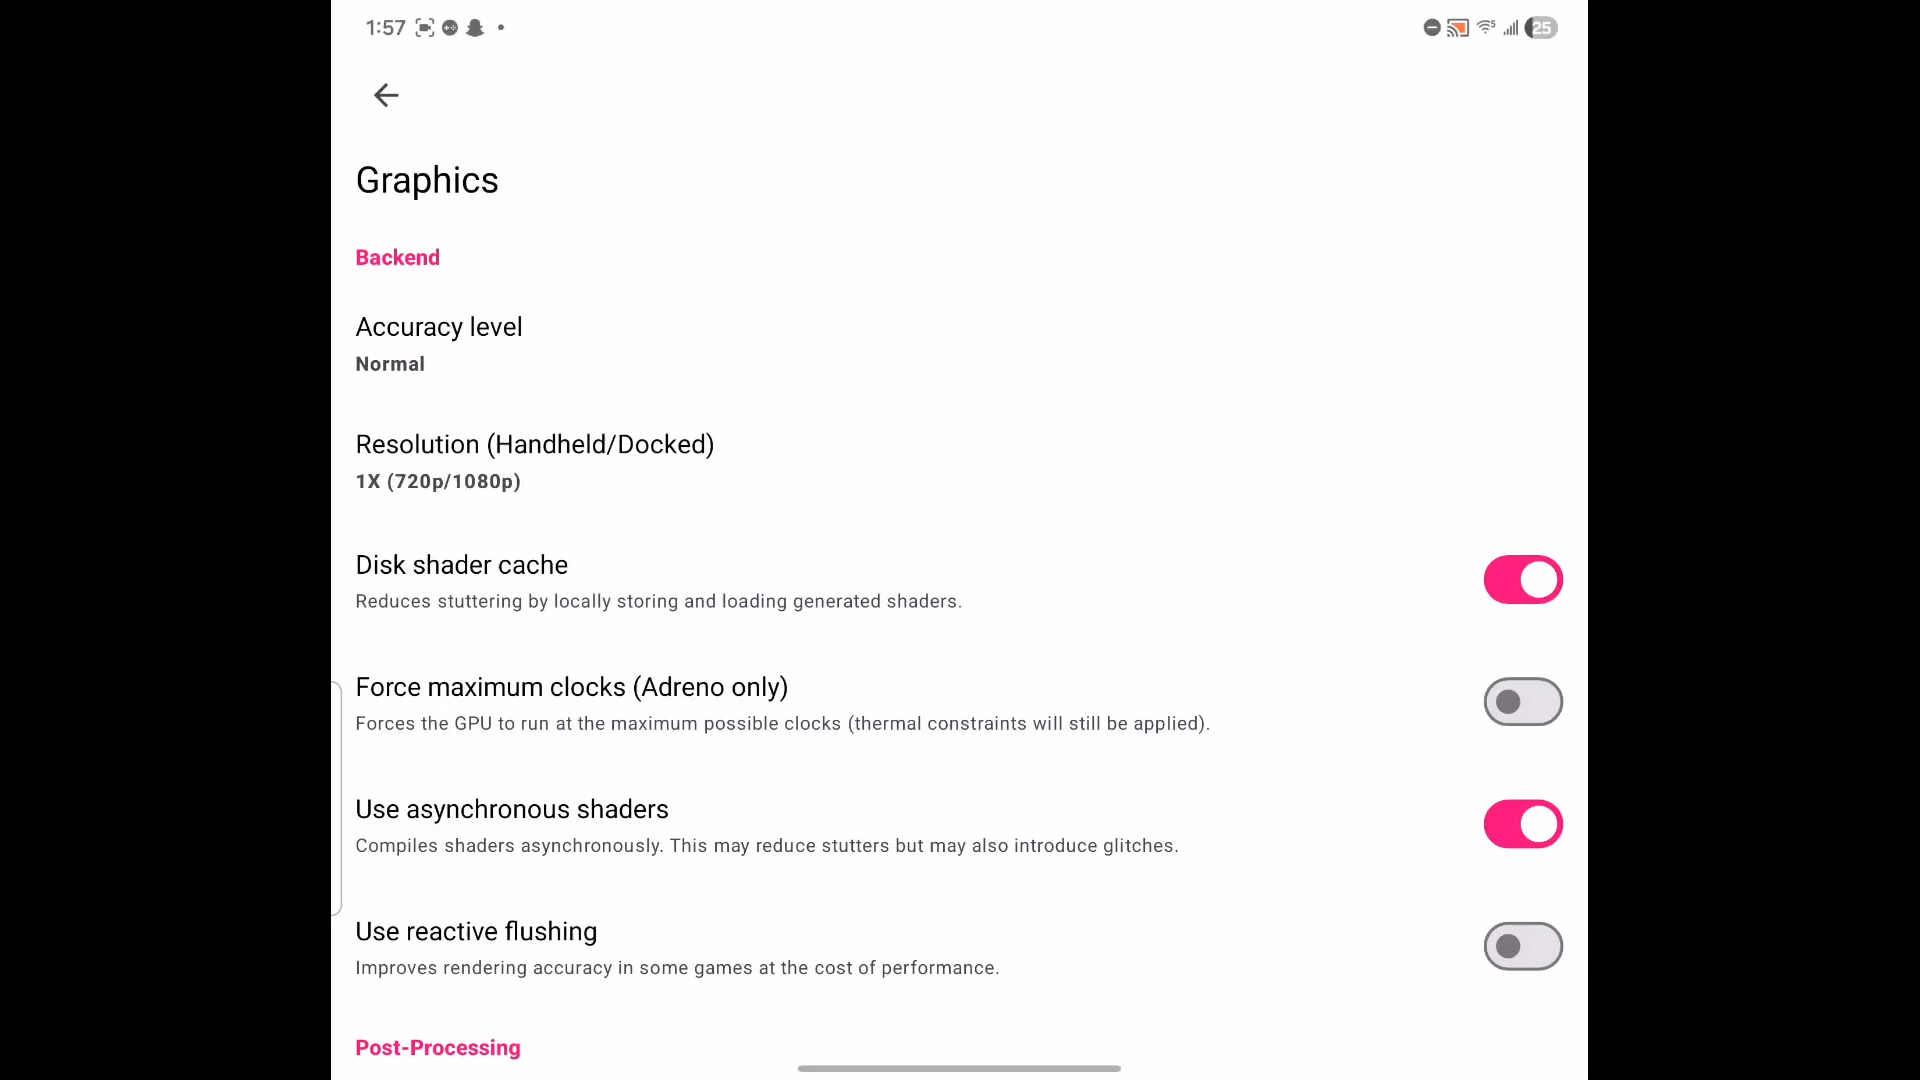 1:57
5
25
Graphics
Backend
Accuracy level
Normal
Resolution (Handheld/Docked)
1X (720p/1080p)
Disk shader cache
Reduces stuttering by locally storing and loading generated shaders.
Force maximum clocks (Adreno only)
Forces the GPU to run at the maximum possible clocks (thermal constraints will still be applied).
Use asynchronous shaders
Compiles shaders asynchronously. This may reduce stutters but may also introduce glitches.
Use reactive flushing
Improves rendering accuracy in some games at the cost of performance.
Post-Processing